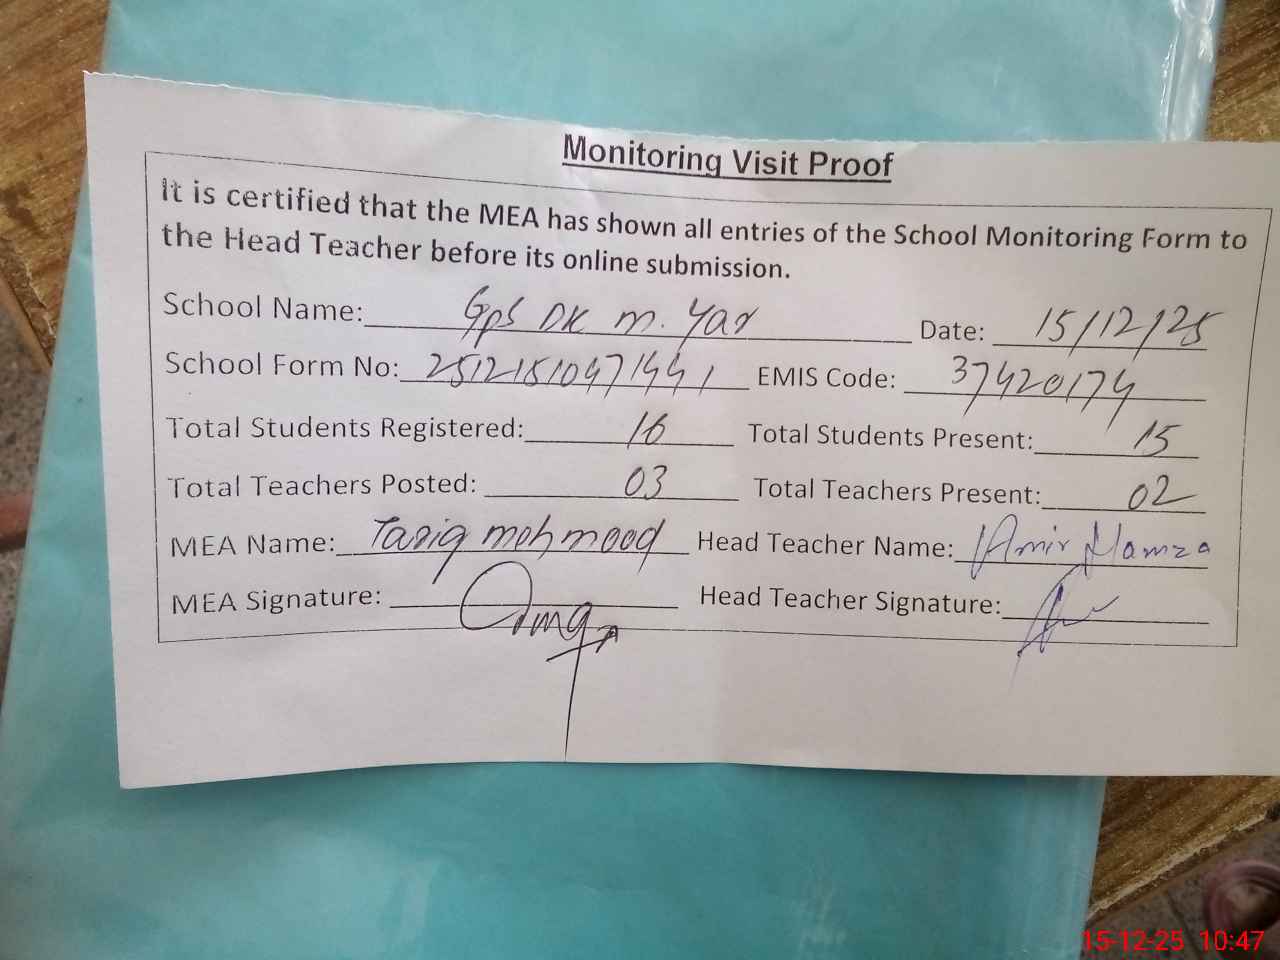 Monitoring Visit Proof
It is certified that the MEA has shown all entries of the School Monitoring Form to
the Head Teacher before its online submission.
School Name: Gps DK m. Yar Date: 15/12/25
School Form No: 25121510471441 EMIS Code: 37420174
Total Students Registered: 16 Total Students Present: 15
Total Teachers Posted: 03 Total Teachers Present: 02
MEA Name: Tariq mohmood Head Teacher Name: Amir Hamza
MEA Signature: Head Teacher Signature:
15-12-25 10:47